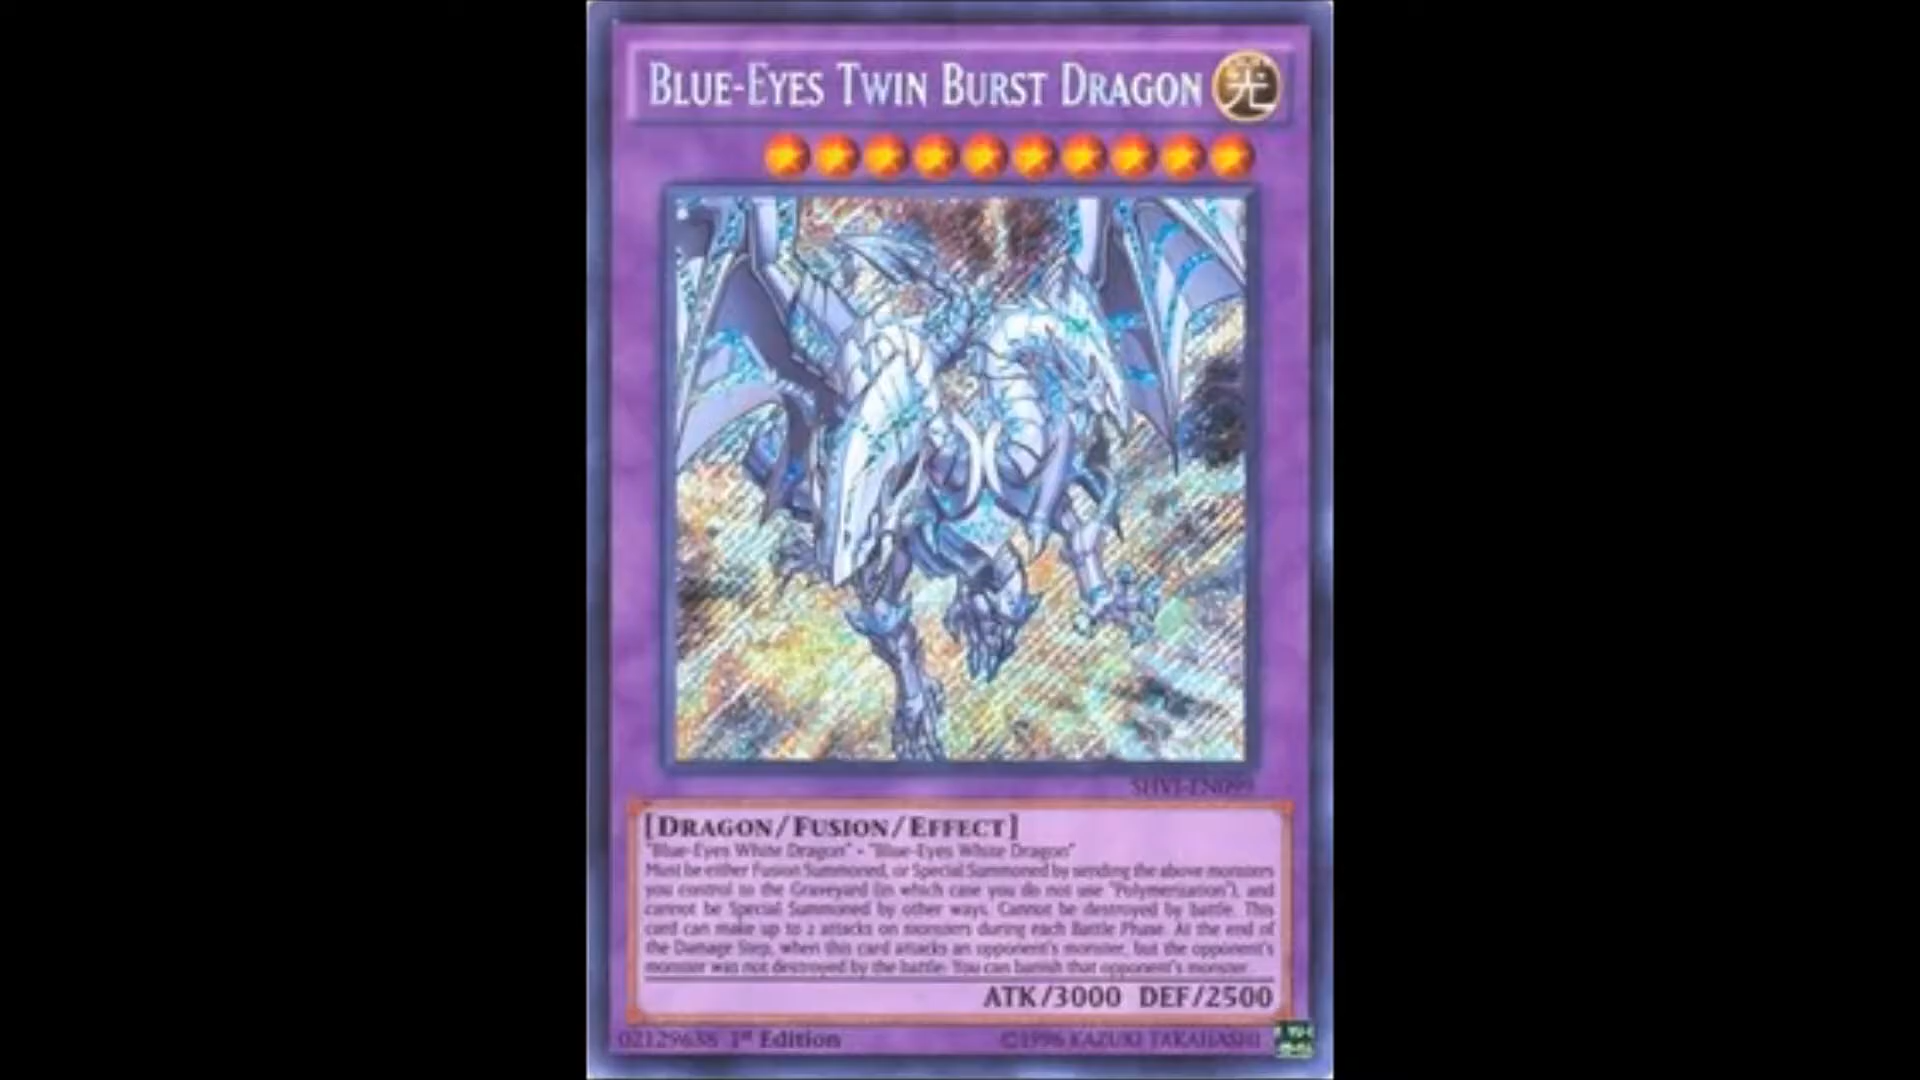 BLUE-EYES TWIN BURST DRAGON 光
SHVI-EN099
[DRAGON/FUSION/EFFECT]
"Blue-Eyes White Dragon" + "Blue-Eyes White Dragon"
Must be either Fusion Summoned, or Special Summoned by sending the above monsters
you control to the Graveyard (in which case you do not use "Polymerization"), and
cannot be Special Summoned by other ways. Cannot be destroyed by battle. This
card can make up to 2 attacks on monsters during each Battle Phase. At the end of
the Damage Step, when this card attacks an opponent's monster, but the opponent's
monster was not destroyed by the battle: You can banish that opponent's monster.
ATK/3000 DEF/2500
02129638 1st Edition ©1996 KAZUKI TAKAHASHI